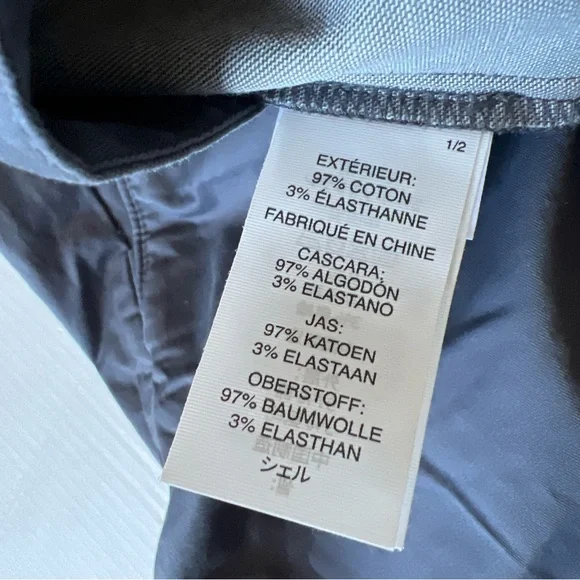 1/2
EXTÉRIEUR:
97% COTON
3% ÉLASTHANNE
FABRIQUÉ EN CHINE
CASCARA:
97% ALGODÓN
3% ELASTANO
JAS:
97% KATOEN
3% ELASTAAN
OBERSTOFF:
97% BAUMWOLLE
3% ELASTHAN
シェル